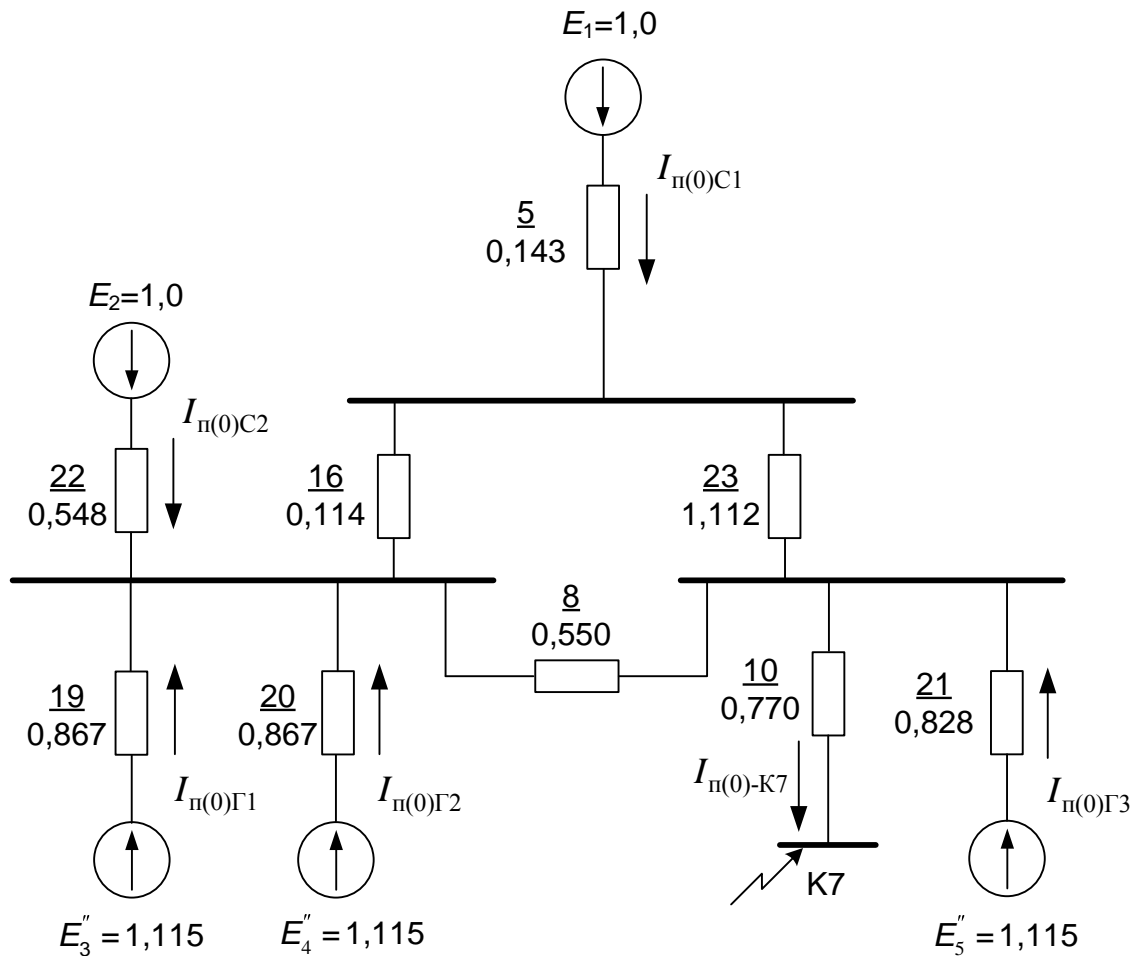 E₁=1,0
Iп(0)С1
5
0,143
E₂=1,0
Iп(0)С2
22
0,548
16
0,114
23
1,112
8
0,550
19
0,867
20
0,867
10
0,770
21
0,828
Iп(0)Г1
Iп(0)Г2
Iп(0)-К7
Iп(0)Г3
К7
E₃″ = 1,115
E₄″ = 1,115
E₅″ = 1,115